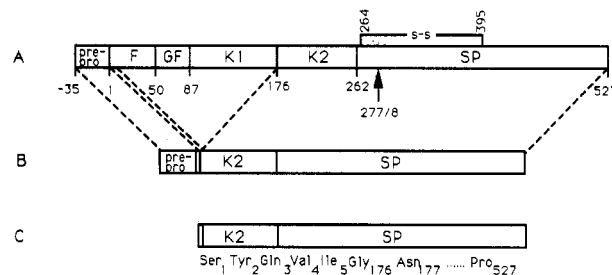 264
395
s-s
A
pre-
pro
F
GF
K1
K2
SP
-35
1
50
87
176
262
527
277/8
B
pre-
pro
K2
SP
C
K2
SP
Ser1 Tyr2 Gln3 Val4 Ile5 Gly176 Asn177 ...... Pro527